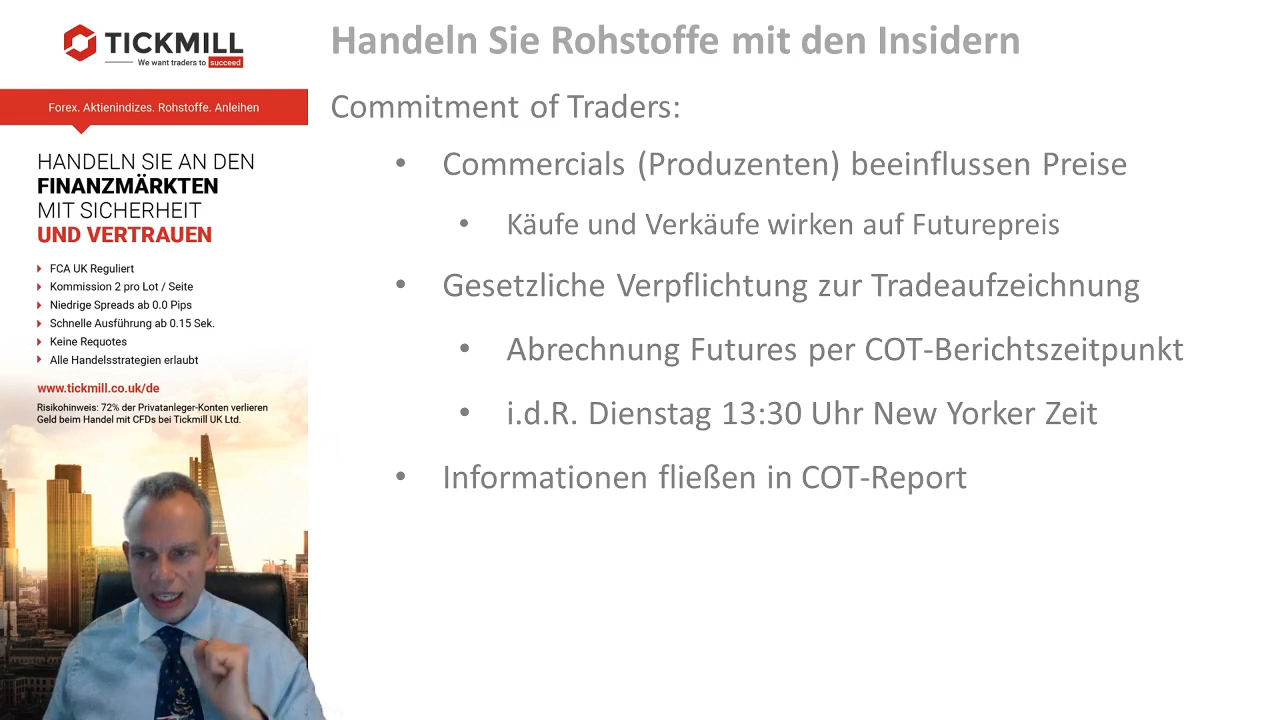 TICKMILL
We want traders to succeed
Forex. Aktienindizes. Rohstoffe. Anleihen
HANDELN SIE AN DEN
FINANZMÄRKTEN
MIT SICHERHEIT
UND VERTRAUEN
FCA UK Reguliert
Kommission 2 pro Lot / Seite
Niedrige Spreads ab 0.0 Pips
Schnelle Ausführung ab 0.15 Sek.
Keine Requotes
Alle Handelsstrategien erlaubt
www.tickmill.co.uk/de
Risikohinweis: 72% der Privatanleger-Konten verlieren
Geld beim Handel mit CFDs bei Tickmill UK Ltd.
Handeln Sie Rohstoffe mit den Insidern
Commitment of Traders:
• Commercials (Produzenten) beeinflussen Preise
• Käufe und Verkäufe wirken auf Futurepreis
• Gesetzliche Verpflichtung zur Tradeaufzeichnung
• Abrechnung Futures per COT-Berichtszeitpunkt
• i.d.R. Dienstag 13:30 Uhr New Yorker Zeit
• Informationen fließen in COT-Report